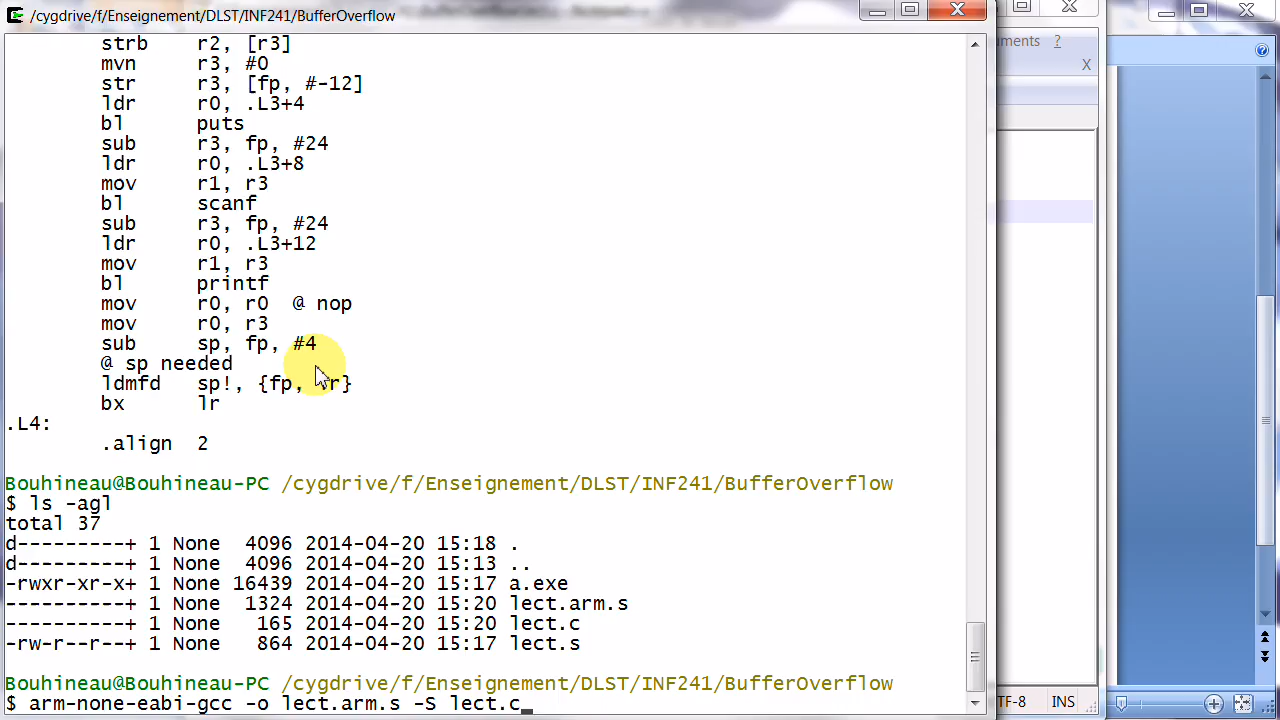 /cygdrive/f/Enseignement/DLST/INF241/BufferOverflow
strb r2, [r3]
mvn r3, #0
str r3, [fp, #-12]
ldr r0, .L3+4
bl puts
sub r3, fp, #24
ldr r0, .L3+8
mov r1, r3
bl scanf
sub r3, fp, #24
ldr r0, .L3+12
mov r1, r3
bl printf
mov r0, r0 @ nop
mov r0, r3
sub sp, fp, #4
@ sp needed
ldmfd sp!, {fp, lr}
bx lr
.L4:
.align 2
Bouhineau@Bouhineau-PC /cygdrive/f/Enseignement/DLST/INF241/BufferOverflow
$ ls -agl
total 37
d---------+ 1 None 4096 2014-04-20 15:18 .
d---------+ 1 None 4096 2014-04-20 15:13 ..
-rwxr-xr-x+ 1 None 16439 2014-04-20 15:17 a.exe
----------+ 1 None 1324 2014-04-20 15:20 lect.arm.s
----------+ 1 None 165 2014-04-20 15:20 lect.c
-rw-r--r--+ 1 None 864 2014-04-20 15:17 lect.s
Bouhineau@Bouhineau-PC /cygdrive/f/Enseignement/DLST/INF241/BufferOverflow
$ arm-none-eabi-gcc -o lect.arm.s -S lect.c
? 
X
INS